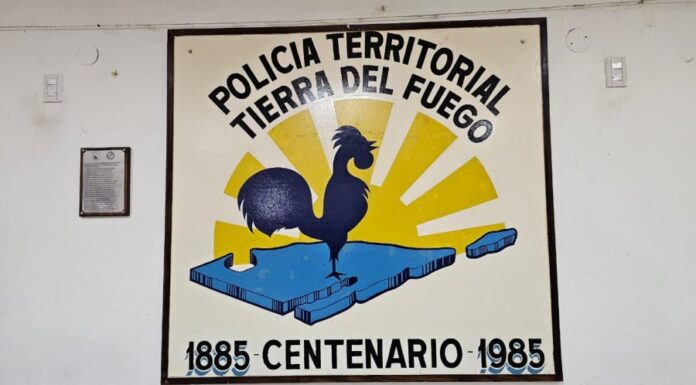 POLICIA TERRITORIAL
TIERRA DEL FUEGO
1885-CENTENARIO-1985